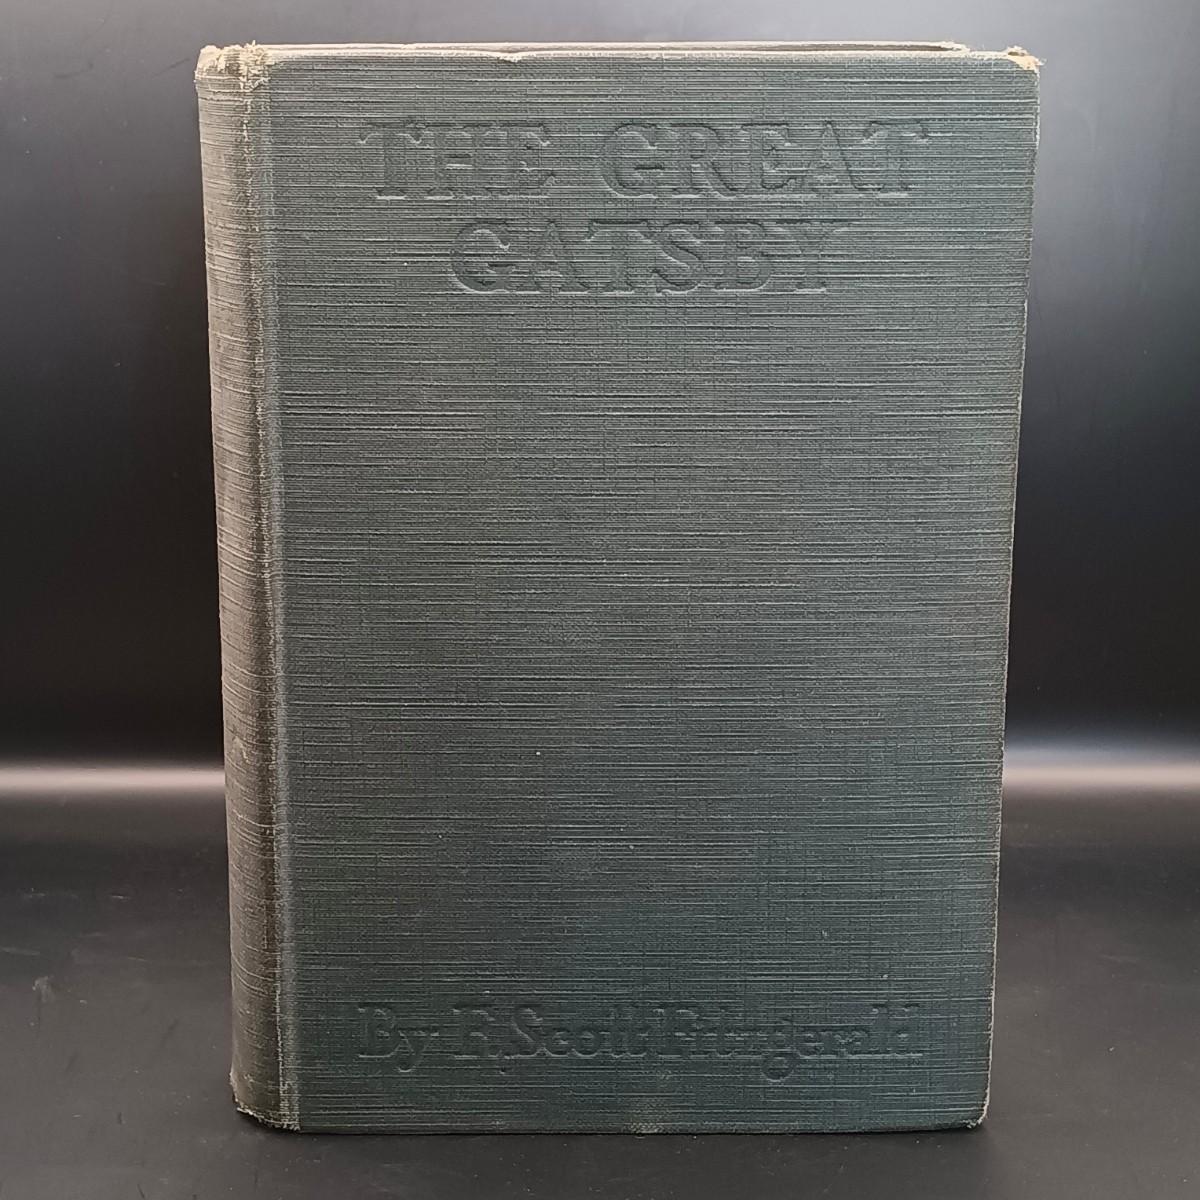 THE GREAT
GATSBY
By F. Scott Fitzgerald